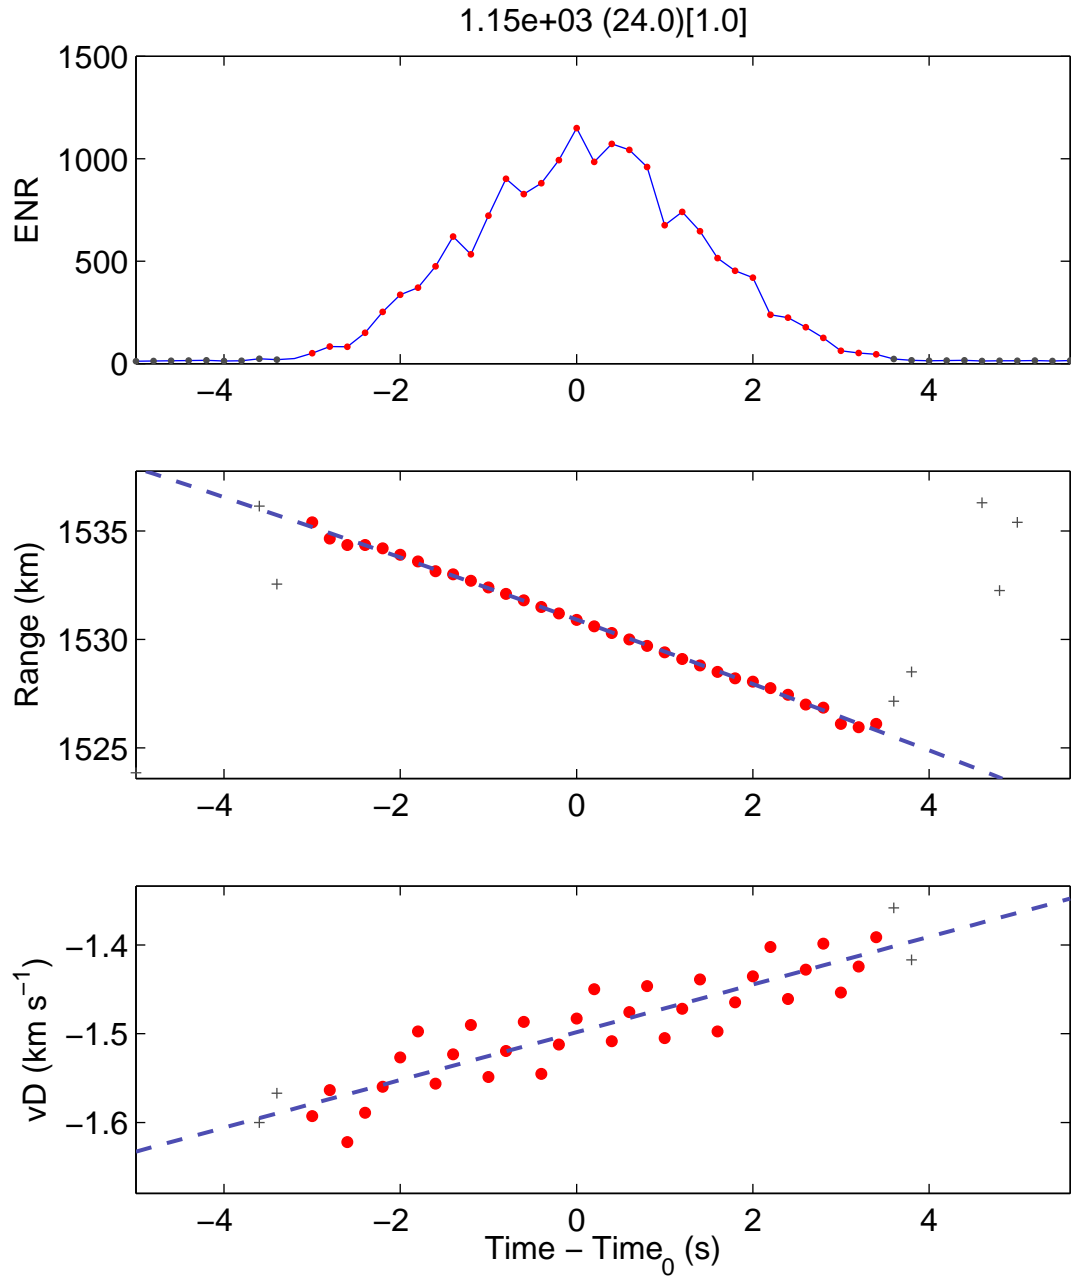 1.15e+03 (24.0)[1.0]
1500
1000
500
0
ENR
−4 −2 0 2 4
1535
1530
1525
Range (km)
−4 −2 0 2 4
−1.4
−1.5
−1.6
vD (km s⁻¹)
−4 −2 0 2 4
Time − Time₀ (s)